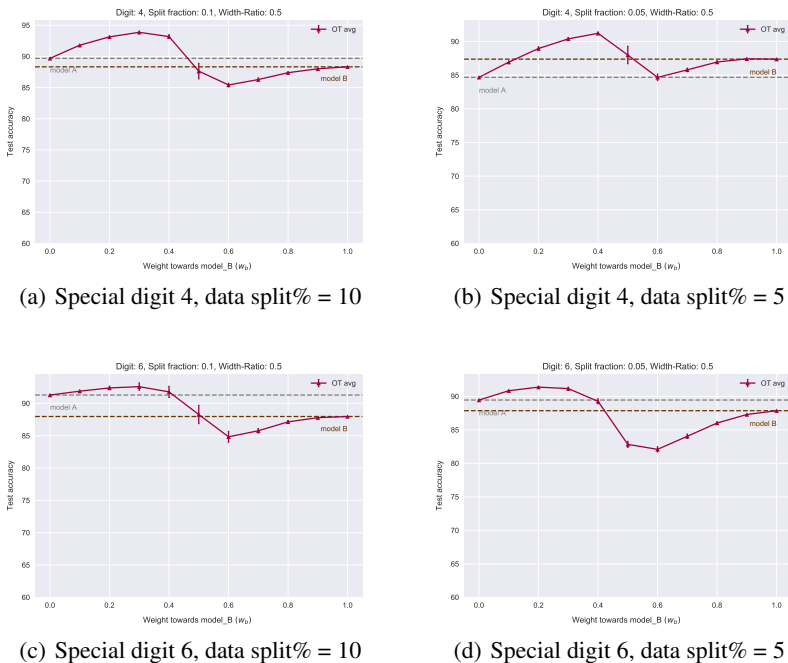 Digit: 4, Split fraction: 0.1, Width-Ratio: 0.5
OT avg
95
90
85
80
75
70
65
60
Test accuracy
model A
model B
0.0 0.2 0.4 0.6 0.8 1.0
Weight towards model_B (w_b)
(a) Special digit 4, data split% = 10
Digit: 4, Split fraction: 0.05, Width-Ratio: 0.5
OT avg
90
85
80
75
70
65
60
Test accuracy
model A
model B
0.0 0.2 0.4 0.6 0.8 1.0
Weight towards model_B (w_b)
(b) Special digit 4, data split% = 5
Digit: 6, Split fraction: 0.1, Width-Ratio: 0.5
OT avg
90
85
80
75
70
65
60
Test accuracy
model A
model B
0.0 0.2 0.4 0.6 0.8 1.0
Weight towards model_B (w_b)
(c) Special digit 6, data split% = 10
Digit: 6, Split fraction: 0.05, Width-Ratio: 0.5
OT avg
90
85
80
75
70
65
60
Test accuracy
model A
model B
0.0 0.2 0.4 0.6 0.8 1.0
Weight towards model_B (w_b)
(d) Special digit 6, data split% = 5